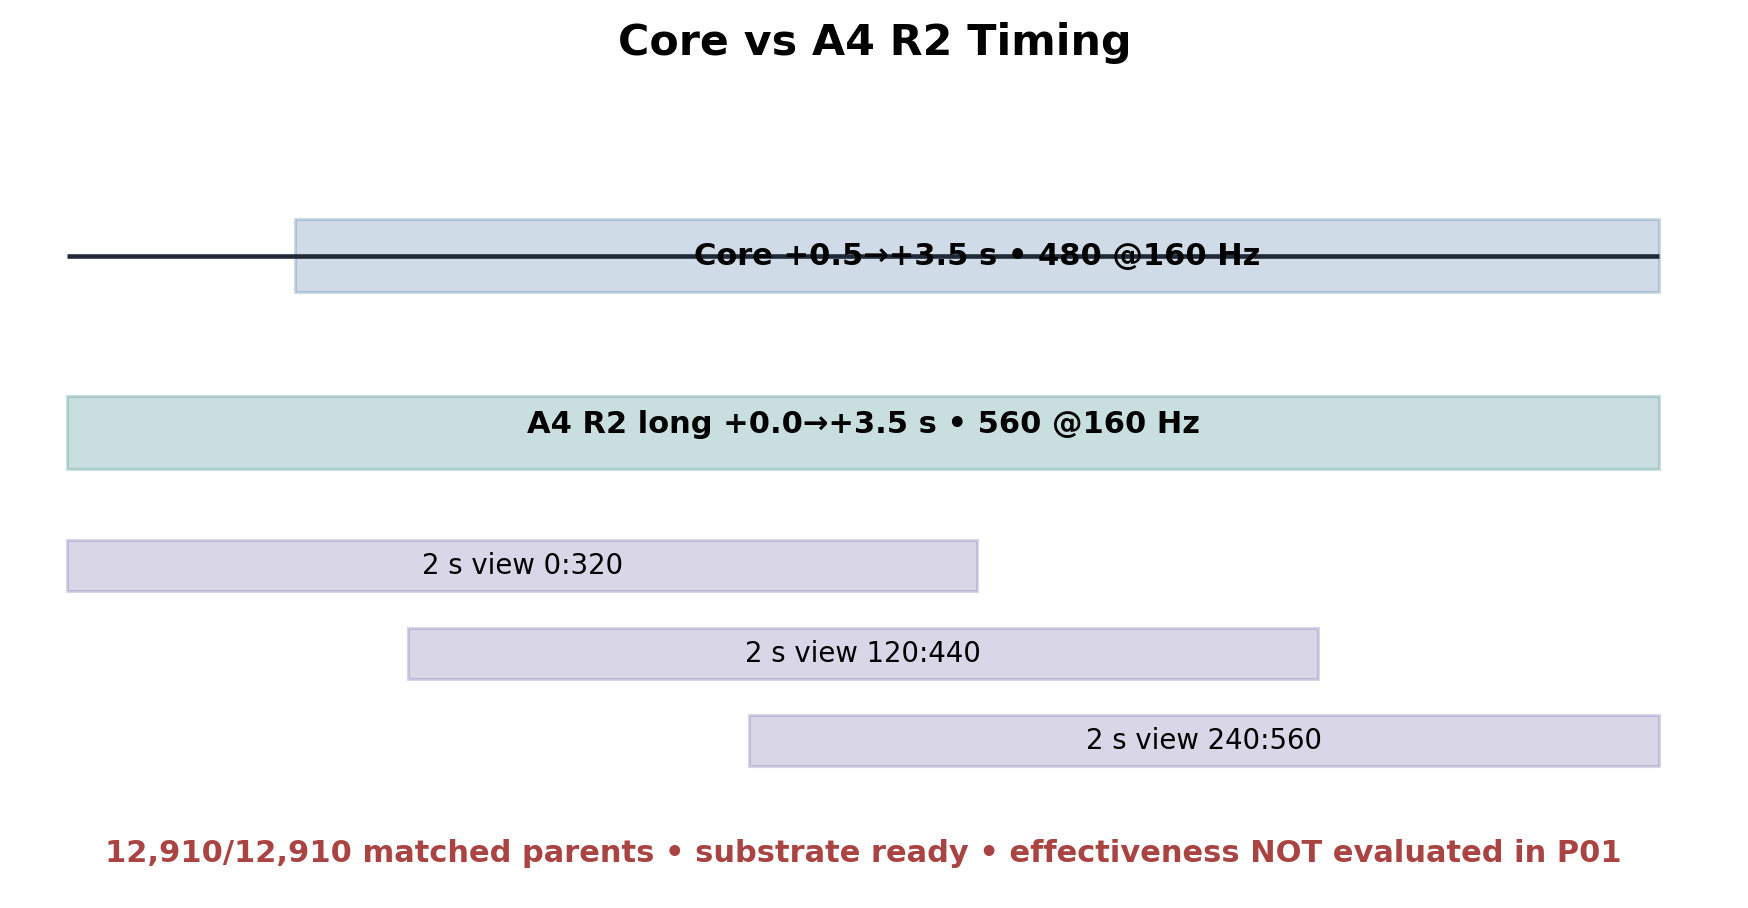 Core vs A4 R2 Timing
Core +0.5→+3.5 s • 480 @160 Hz
A4 R2 long +0.0→+3.5 s • 560 @160 Hz
2 s view 0:320
2 s view 120:440
2 s view 240:560
12,910/12,910 matched parents • substrate ready • effectiveness NOT evaluated in P01